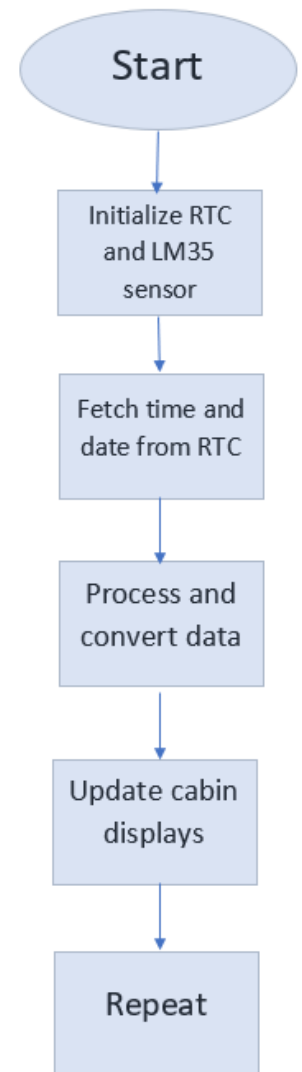 Start
Initialize RTC
and LM35
sensor
Fetch time and
date from RTC
Process and
convert data
Update cabin
displays
Repeat